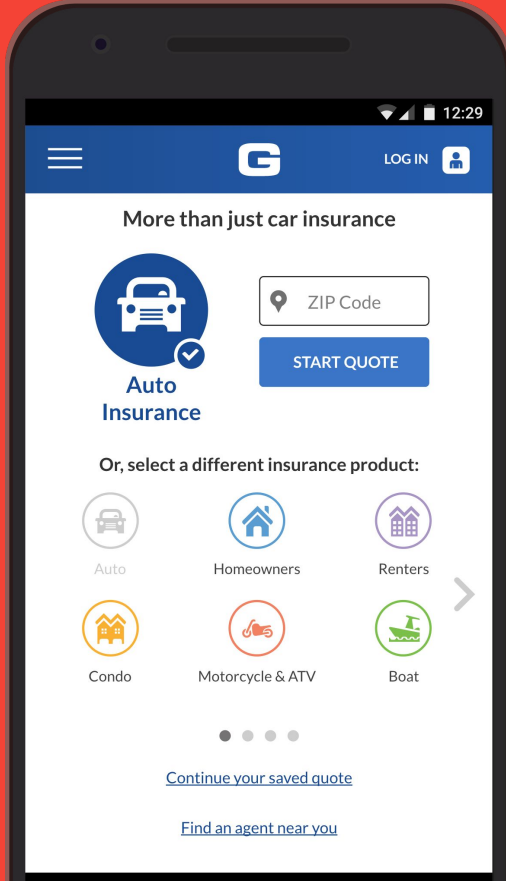 12:29
G
LOG IN
More than just car insurance
ZIP Code
START QUOTE
Auto
Insurance
Or, select a different insurance product:
Auto Homeowners Renters
Condo Motorcycle & ATV Boat
Continue your saved quote
Find an agent near you